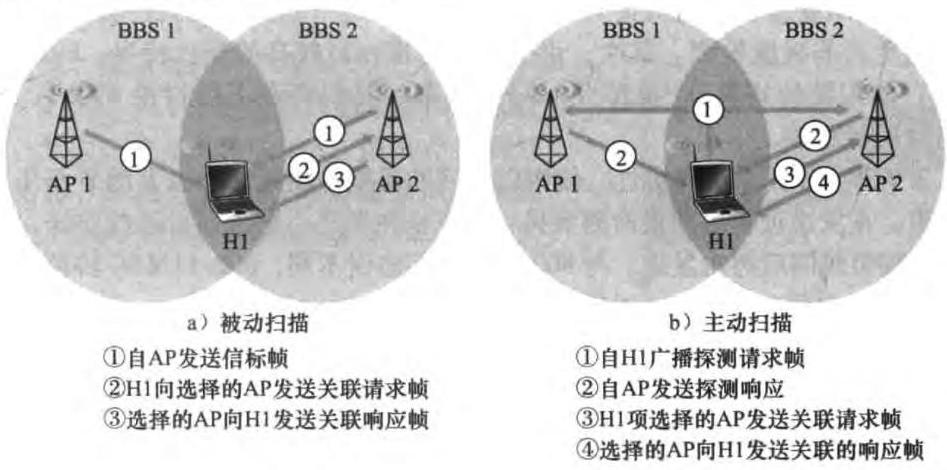 BBS 1
BBS 2
①
①
②
③
AP 1
AP 2
H1
a）被动扫描
①自AP发送信标帧
②H1向选择的AP发送关联请求帧
③选择的AP向H1发送关联响应帧
BBS 1
BBS 2
①
②
②
③
④
AP 1
AP 2
H1
b）主动扫描
①自H1广播探测请求帧
②自AP发送探测响应
③H1项选择的AP发送关联请求帧
④选择的AP向H1发送关联的响应帧